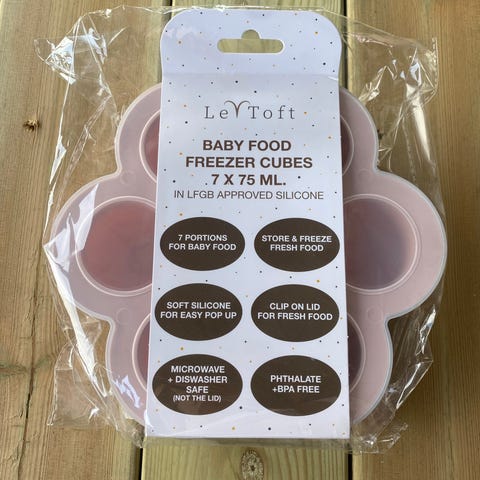 Le Toft
BABY FOOD
FREEZER CUBES
7 X 75 ML.
IN LFGB APPROVED SILICONE
7 PORTIONS
FOR BABY FOOD
STORE & FREEZE
FRESH FOOD
SOFT SILICONE
FOR EASY POP UP
CLIP ON LID
FOR FRESH FOOD
MICROWAVE
+ DISWASHER
SAFE
(NOT THE LID)
PHTHALATE
+BPA FREE